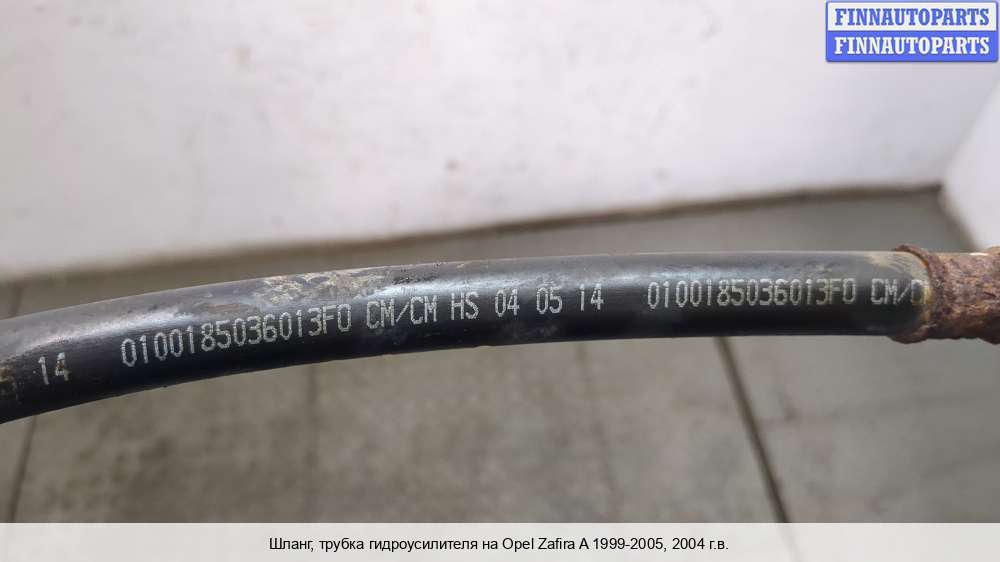 FINNAUTOPARTS
FINNAUTOPARTS
14 0100185036013F0 CM/CM HS 04 05 14 0100185036013F0 CM/
Шланг, трубка гидроусилителя на Opel Zafira A 1999-2005, 2004 г.в.